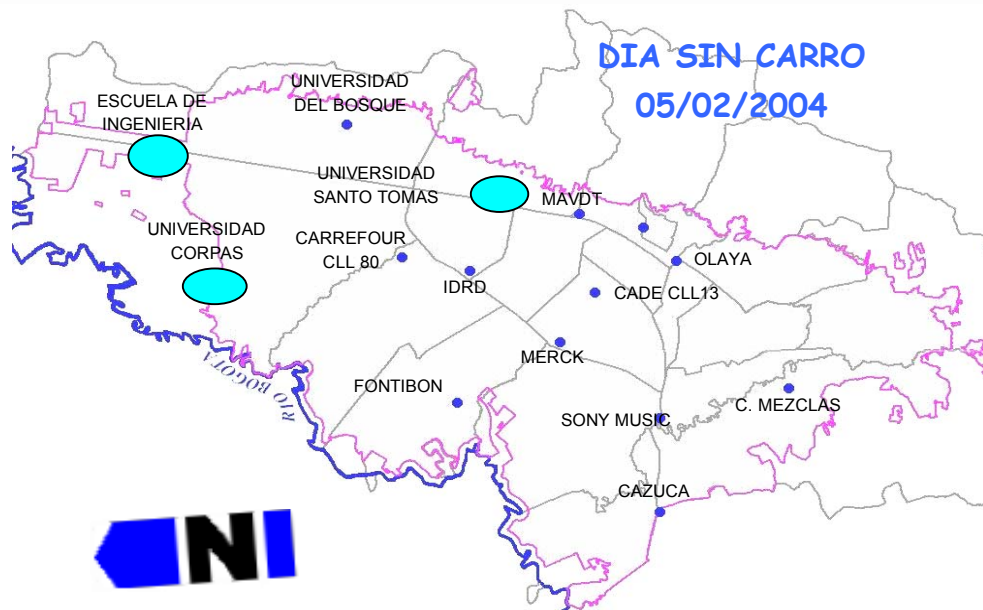 DIA SIN CARRO
05/02/2004
UNIVERSIDAD
DEL BOSQUE
ESCUELA DE
INGENIERIA
UNIVERSIDAD
SANTO TOMAS
MAVDT
UNIVERSIDAD
CORPAS
CARREFOUR
CLL 80
OLAYA
IDRD
CADE CLL13
MERCK
RIO BOGOTA
FONTIBON
C. MEZCLAS
SONY MUSIC
CAZUCA
N